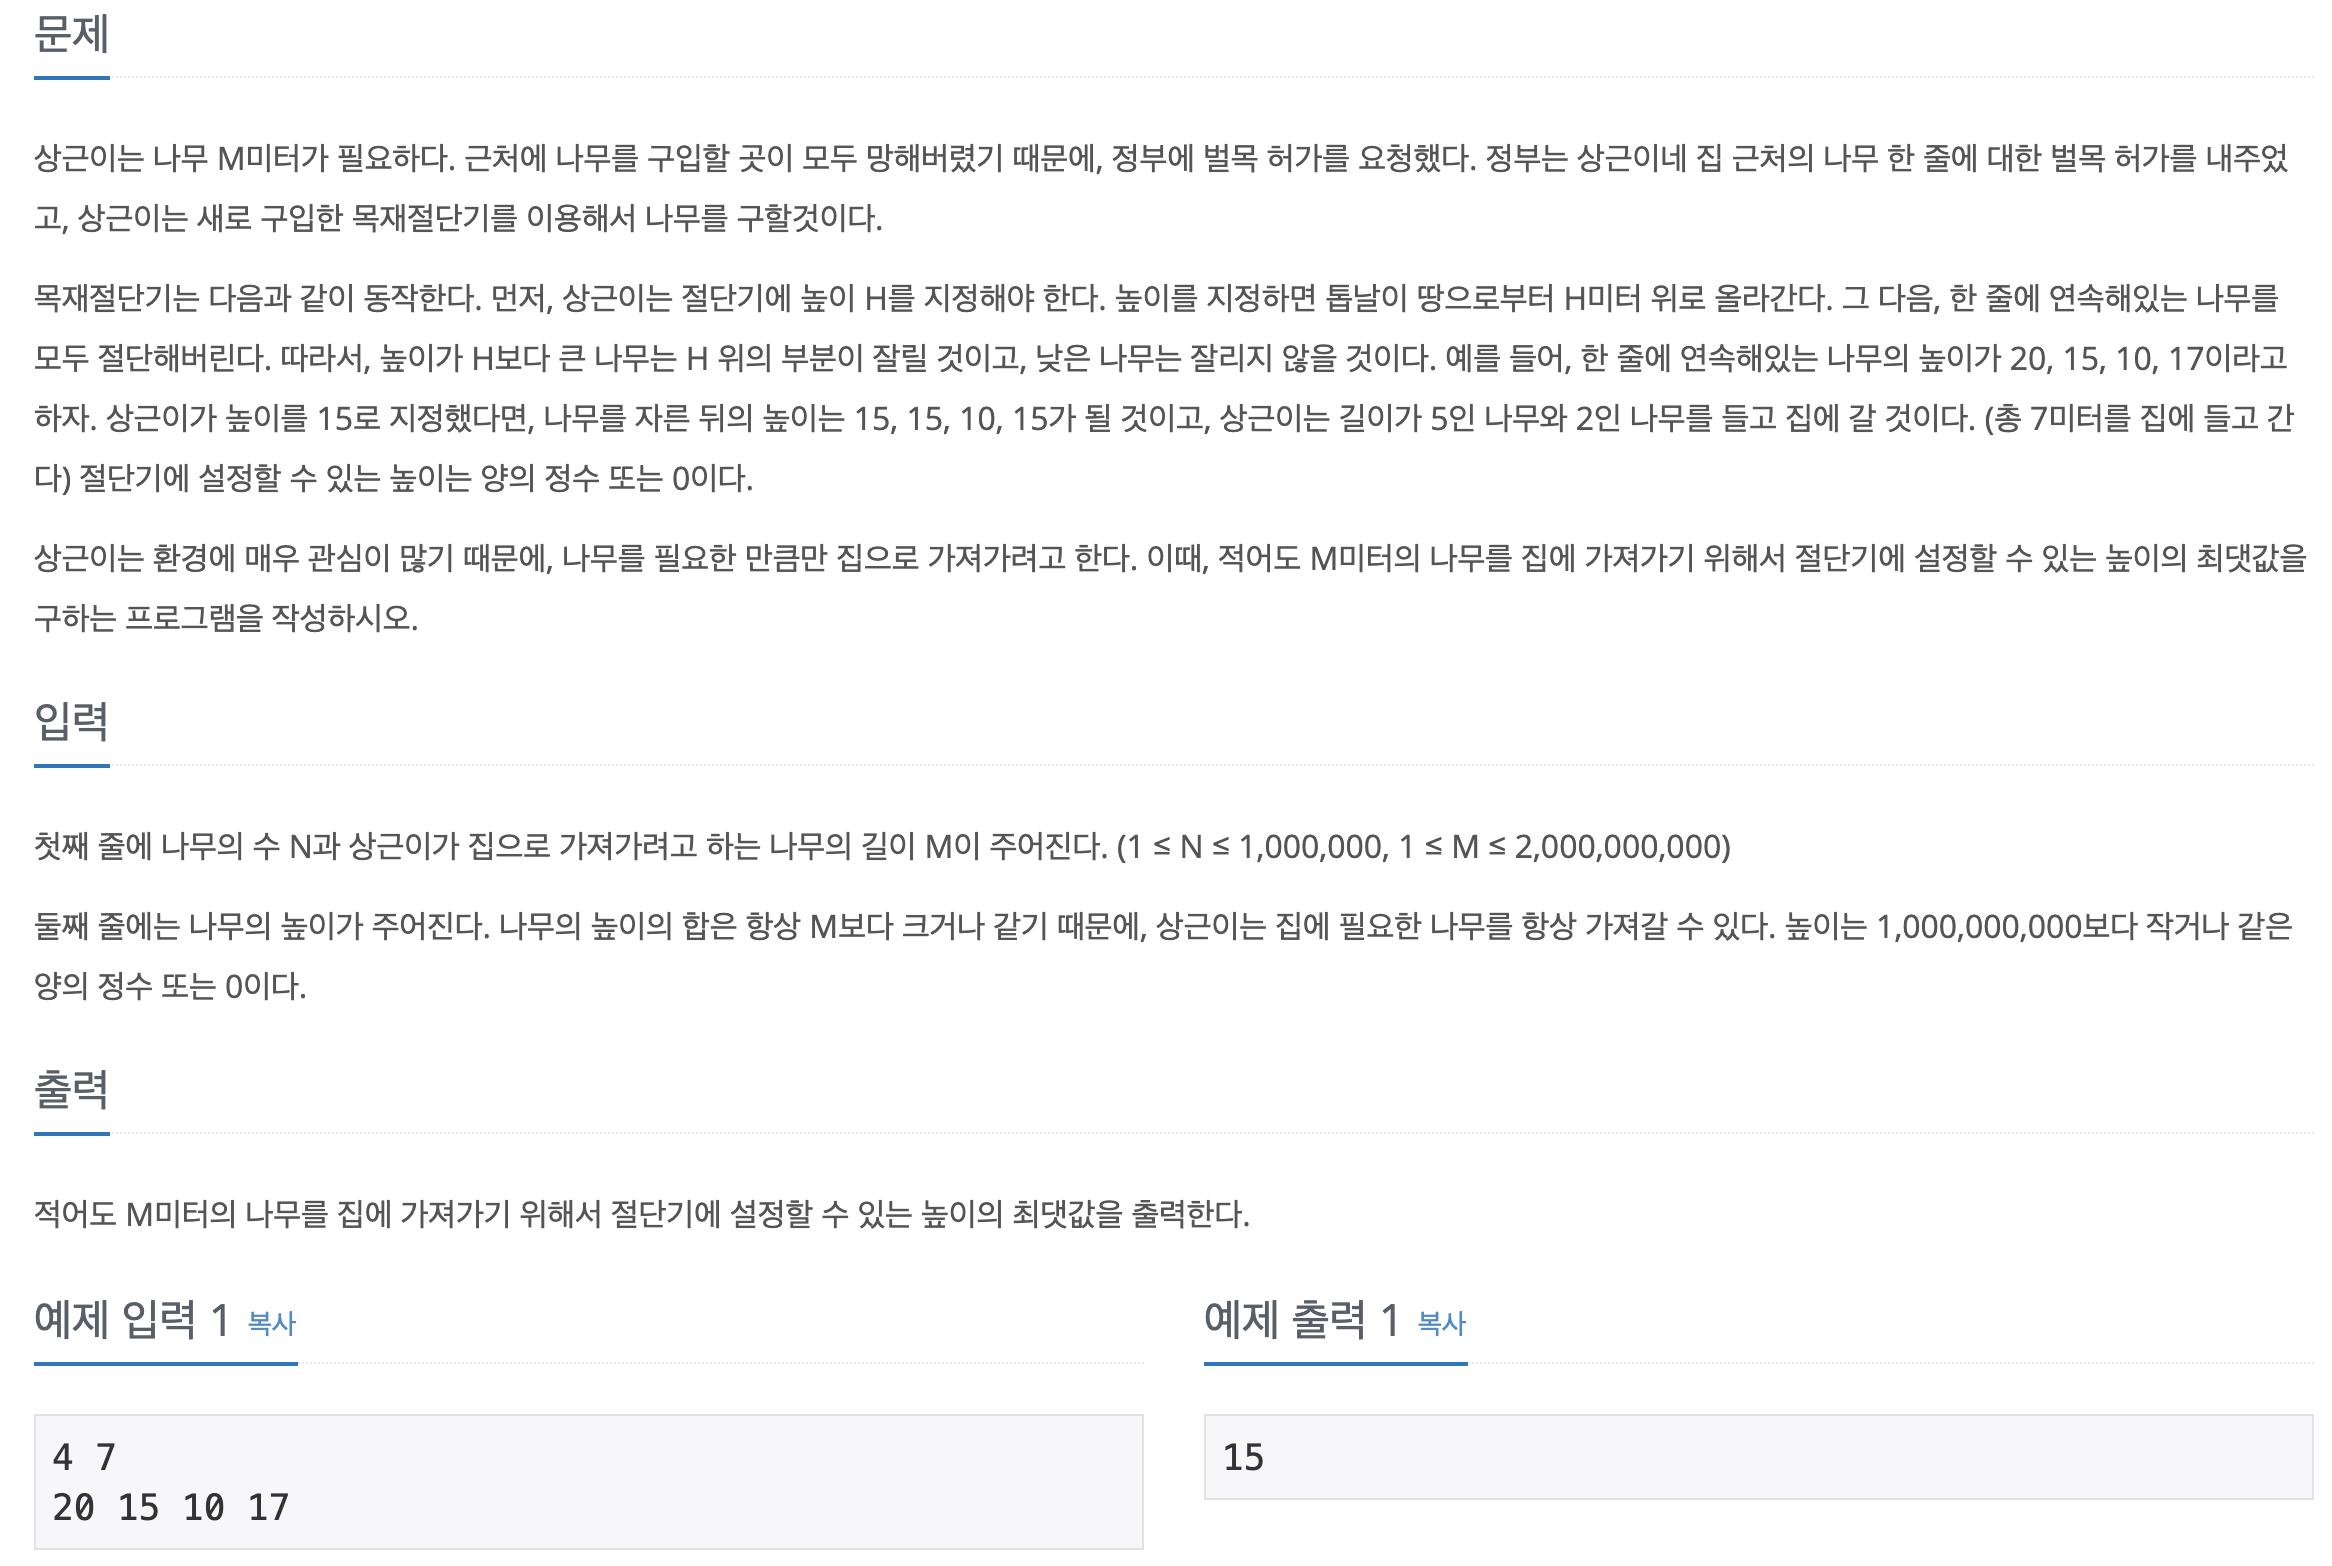 문제
상근이는 나무 M미터가 필요하다. 근처에 나무를 구입할 곳이 모두 망해버렸기 때문에, 정부에 벌목 허가를 요청했다. 정부는 상근이네 집 근처의 나무 한 줄에 대한 벌목 허가를 내주었
고, 상근이는 새로 구입한 목재절단기를 이용해서 나무를 구할것이다.
목재절단기는 다음과 같이 동작한다. 먼저, 상근이는 절단기에 높이 H를 지정해야 한다. 높이를 지정하면 톱날이 땅으로부터 H미터 위로 올라간다. 그 다음, 한 줄에 연속해있는 나무를
모두 절단해버린다. 따라서, 높이가 H보다 큰 나무는 H 위의 부분이 잘릴 것이고, 낮은 나무는 잘리지 않을 것이다. 예를 들어, 한 줄에 연속해있는 나무의 높이가 20, 15, 10, 17이라고
하자. 상근이가 높이를 15로 지정했다면, 나무를 자른 뒤의 높이는 15, 15, 10, 15가 될 것이고, 상근이는 길이가 5인 나무와 2인 나무를 들고 집에 갈 것이다. (총 7미터를 집에 들고 간
다) 절단기에 설정할 수 있는 높이는 양의 정수 또는 0이다.
상근이는 환경에 매우 관심이 많기 때문에, 나무를 필요한 만큼만 집으로 가져가려고 한다. 이때, 적어도 M미터의 나무를 집에 가져가기 위해서 절단기에 설정할 수 있는 높이의 최댓값을
구하는 프로그램을 작성하시오.
입력
첫째 줄에 나무의 수 N과 상근이가 집으로 가져가려고 하는 나무의 길이 M이 주어진다. (1 ≤ N ≤ 1,000,000, 1 ≤ M ≤ 2,000,000,000)
둘째 줄에는 나무의 높이가 주어진다. 나무의 높이의 합은 항상 M보다 크거나 같기 때문에, 상근이는 집에 필요한 나무를 항상 가져갈 수 있다. 높이는 1,000,000,000보다 작거나 같은
양의 정수 또는 0이다.
출력
적어도 M미터의 나무를 집에 가져가기 위해서 절단기에 설정할 수 있는 높이의 최댓값을 출력한다.
예제 입력 1 복사
4 7
20 15 10 17
예제 출력 1 복사
15